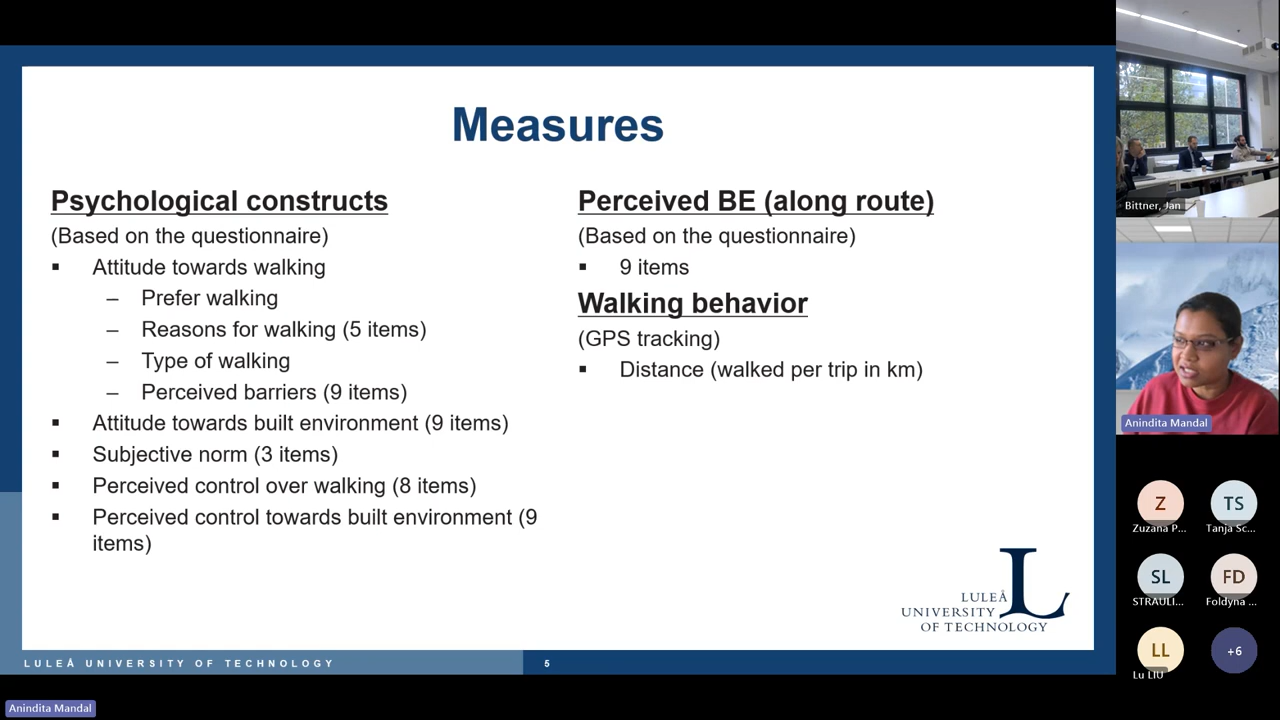 Measures
Psychological constructs
(Based on the questionnaire)
▪ Attitude towards walking
– Prefer walking
– Reasons for walking (5 items)
– Type of walking
– Perceived barriers (9 items)
▪ Attitude towards built environment (9 items)
▪ Subjective norm (3 items)
▪ Perceived control over walking (8 items)
▪ Perceived control towards built environment (9
items)
Perceived BE (along route)
(Based on the questionnaire)
▪ 9 items
Walking behavior
(GPS tracking)
▪ Distance (walked per trip in km)
LULEÅ
UNIVERSITY
OF TECHNOLOGY
L
LULEÅ UNIVERSITY OF TECHNOLOGY
5
Anindita Mandal
Bittner, Jan
Anindita Mandal
Z
Zuzana P...
TS
Tanja Sc...
SL
STRAULI...
FD
Foldyna ...
LL
Lu LIU
+6